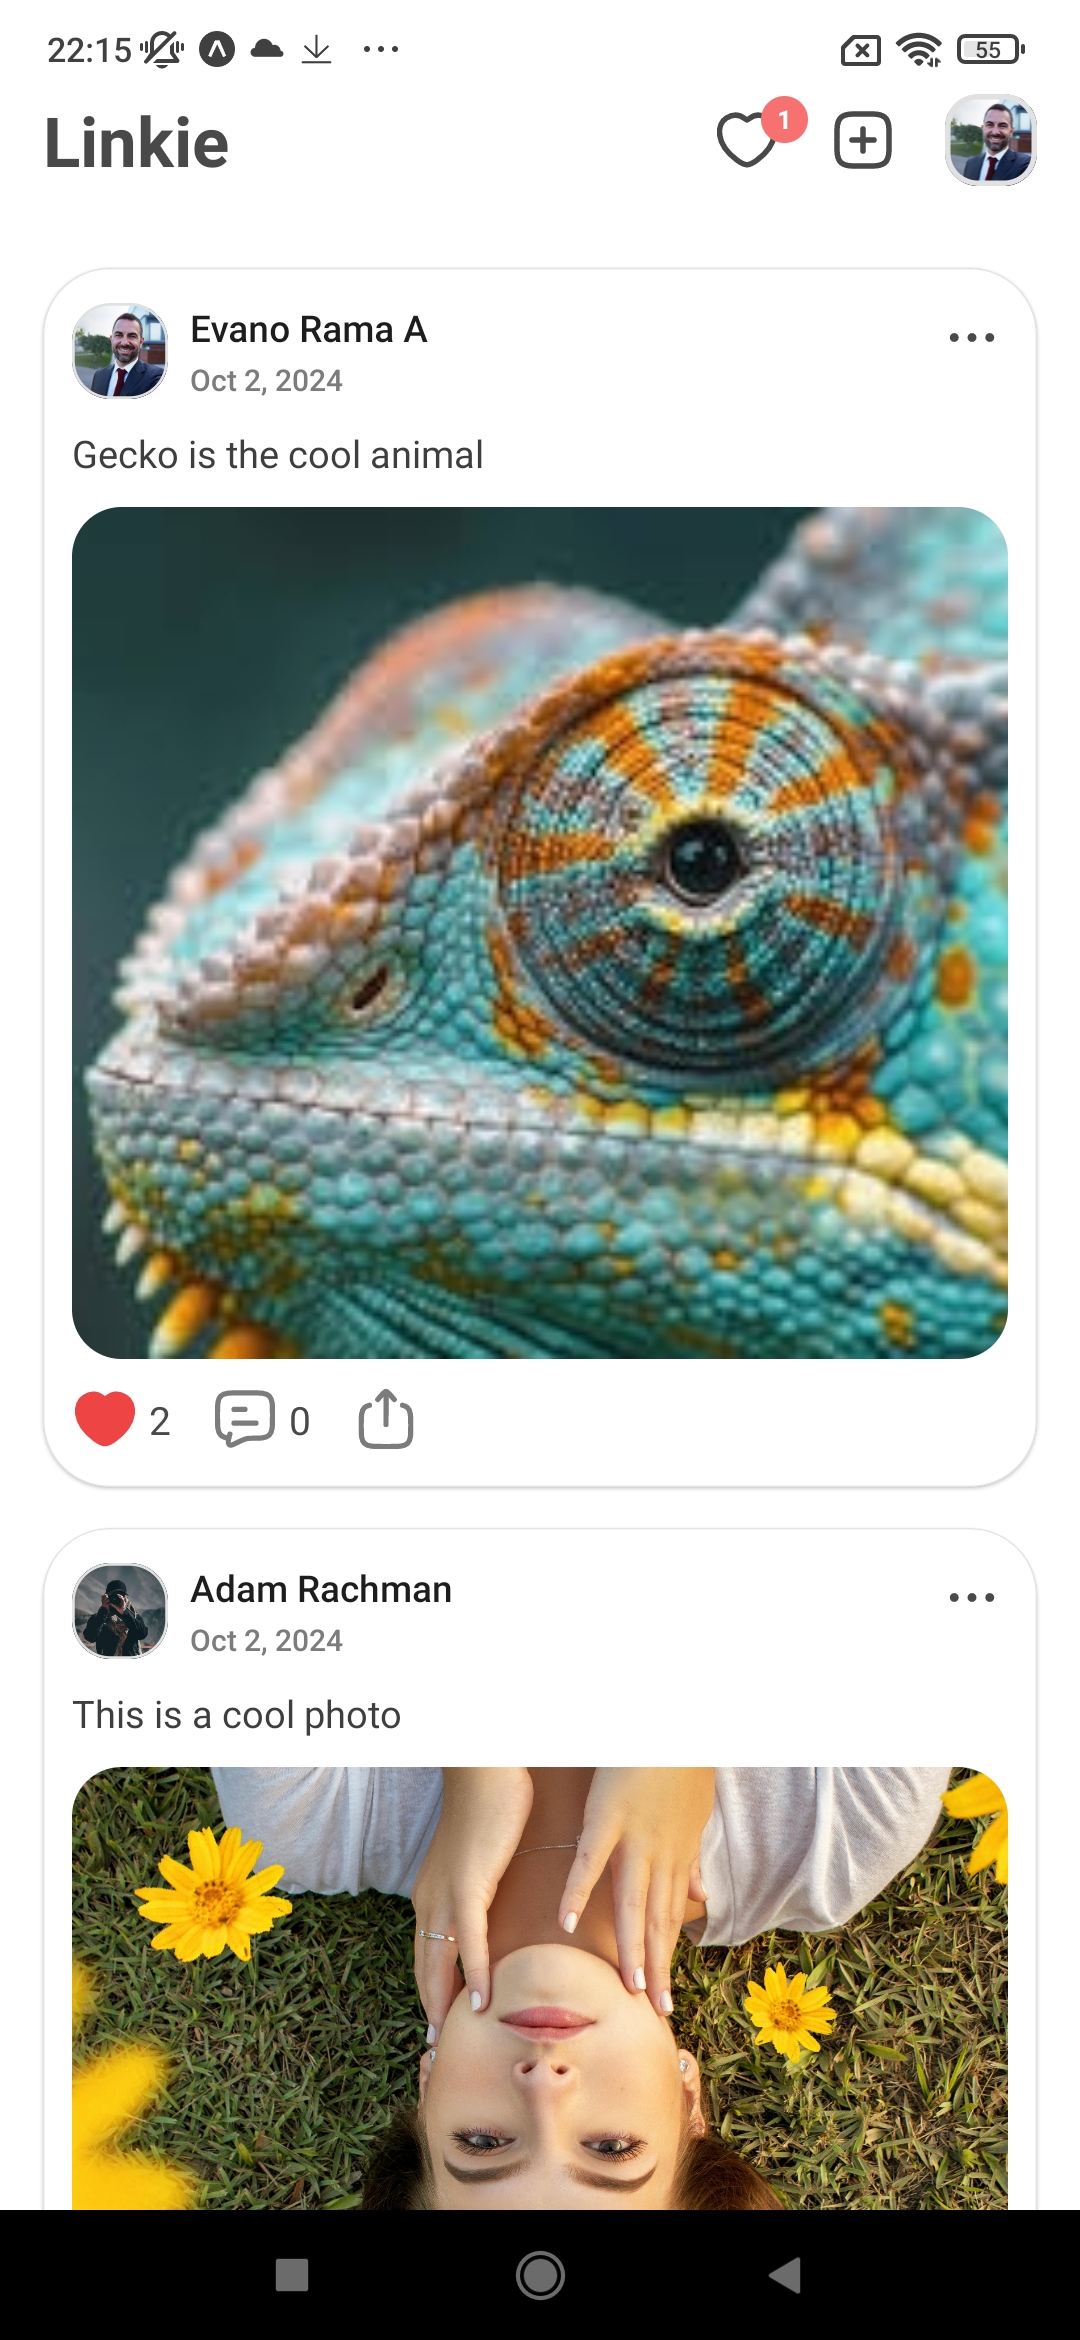 22:15
55
Linkie
1
Evano Rama A
Oct 2, 2024
Gecko is the cool animal
2
0
Adam Rachman
Oct 2, 2024
This is a cool photo